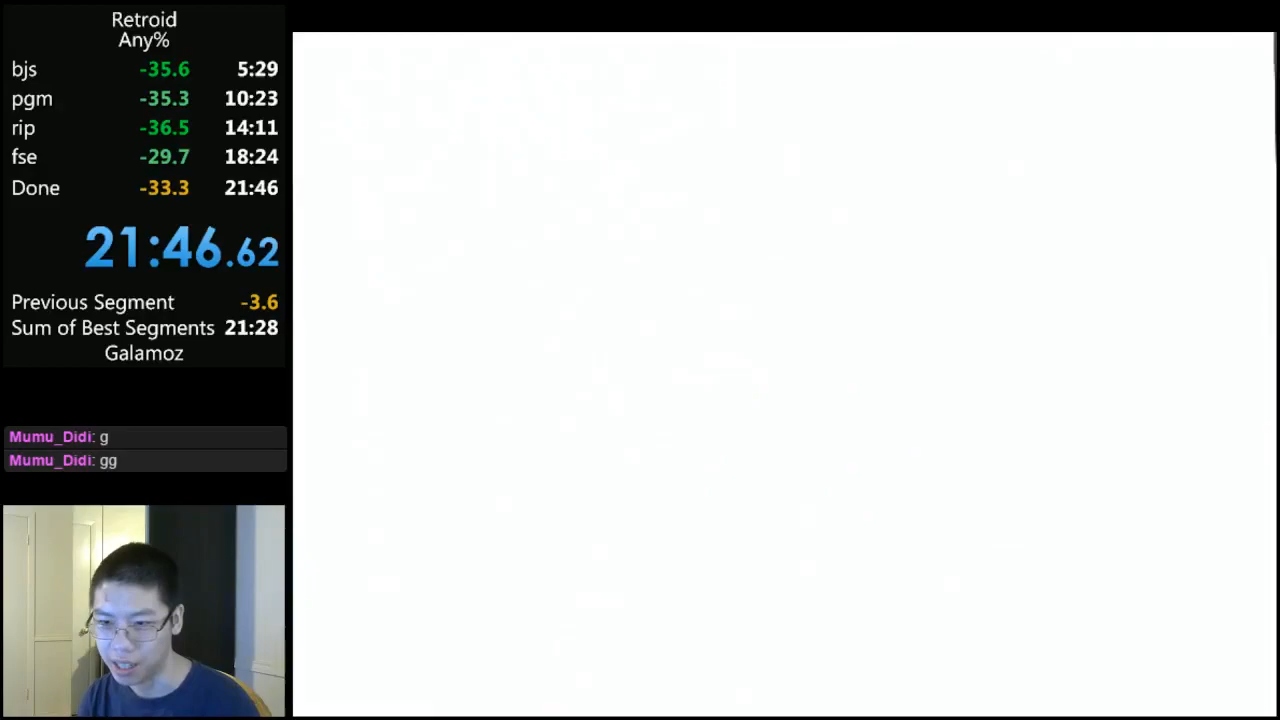 Retroid
Any%
bjs -35.6 5:29
pgm -35.3 10:23
rip -36.5 14:11
fse -29.7 18:24
Done -33.3 21:46
21:46.62
Previous Segment -3.6
Sum of Best Segments 21:28
Galamoz
Mumu_Didi: g
Mumu_Didi: gg